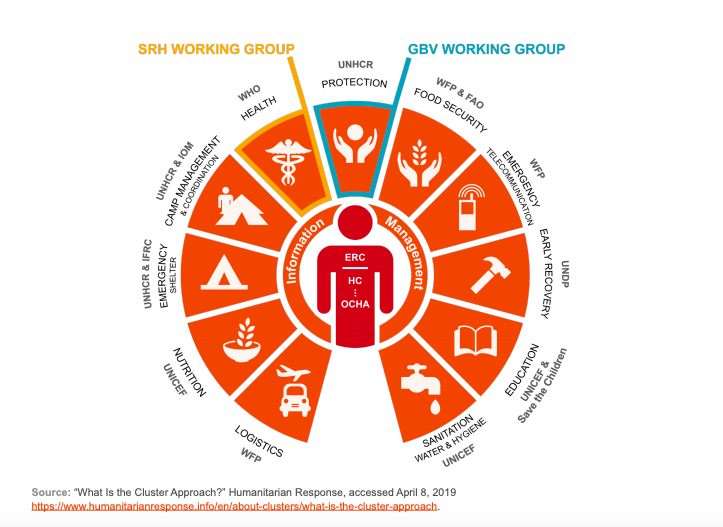 SRH WORKING GROUP
GBV WORKING GROUP
UNHCR
PROTECTION
WFP & FAO
FOOD SECURITY
WFP
EMERGENCY
TELECOMMUNICATION
UNDP
EARLY RECOVERY
EDUCATION
UNICEF &
Save the Children
SANITATION
WATER & HYGIENE
UNICEF
LOGISTICS
WFP
NUTRITION
UNICEF
UNHCR & IFRC
EMERGENCY
SHELTER
UNHCR & IOM
CAMP MANAGEMENT
& COORDINATION
WHO
HEALTH
Information
Management
ERC
HC
OCHA
Source: “What Is the Cluster Approach?” Humanitarian Response, accessed April 8, 2019
https://www.humanitarianresponse.info/en/about-clusters/what-is-the-cluster-approach.